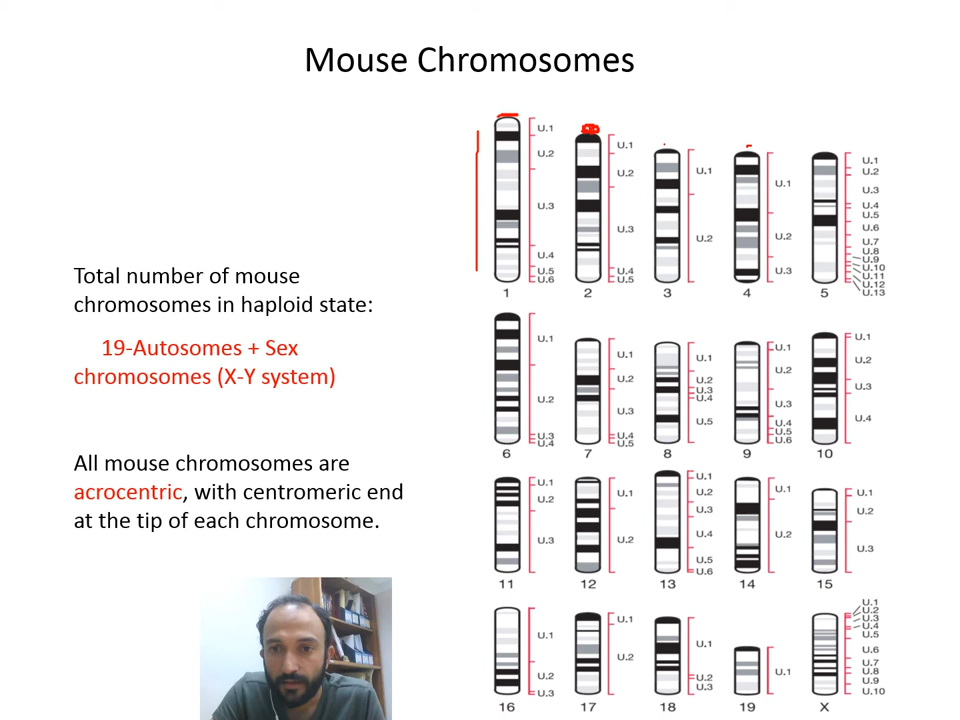 Mouse Chromosomes
Total number of mouse
chromosomes in haploid state:
19-Autosomes + Sex
chromosomes (X-Y system)
All mouse chromosomes are
acrocentric, with centromeric end
at the tip of each chromosome.
U.1
U.2
U.3
U.4
U.5
U.6
1
U.1
U.2
U.3
U.4
U.5
2
U.1
U.2
3
U.1
U.2
U.3
4
U.1
U.2
U.3
U.4
U.5
U.6
U.7
U.8
U.9
U.10
U.11
U.12
U.13
5
U.1
U.2
U.3
U.4
6
U.1
U.2
U.3
U.4
U.5
7
U.1
U.2
U.3
U.4
U.5
8
U.1
U.2
U.3
U.4
U.5
U.6
9
U.1
U.2
U.3
U.4
10
U.1
U.2
U.3
11
U.1
U.2
12
U.1
U.2
U.3
U.4
U.5
U.6
13
U.1
U.2
14
U.1
U.2
U.3
15
U.1
U.2
U.3
16
U.1
U.2
17
U.1
U.2
U.3
18
U.1
19
U.1
U.2
U.3
U.4
U.5
U.6
U.7
U.8
U.9
U.10
X